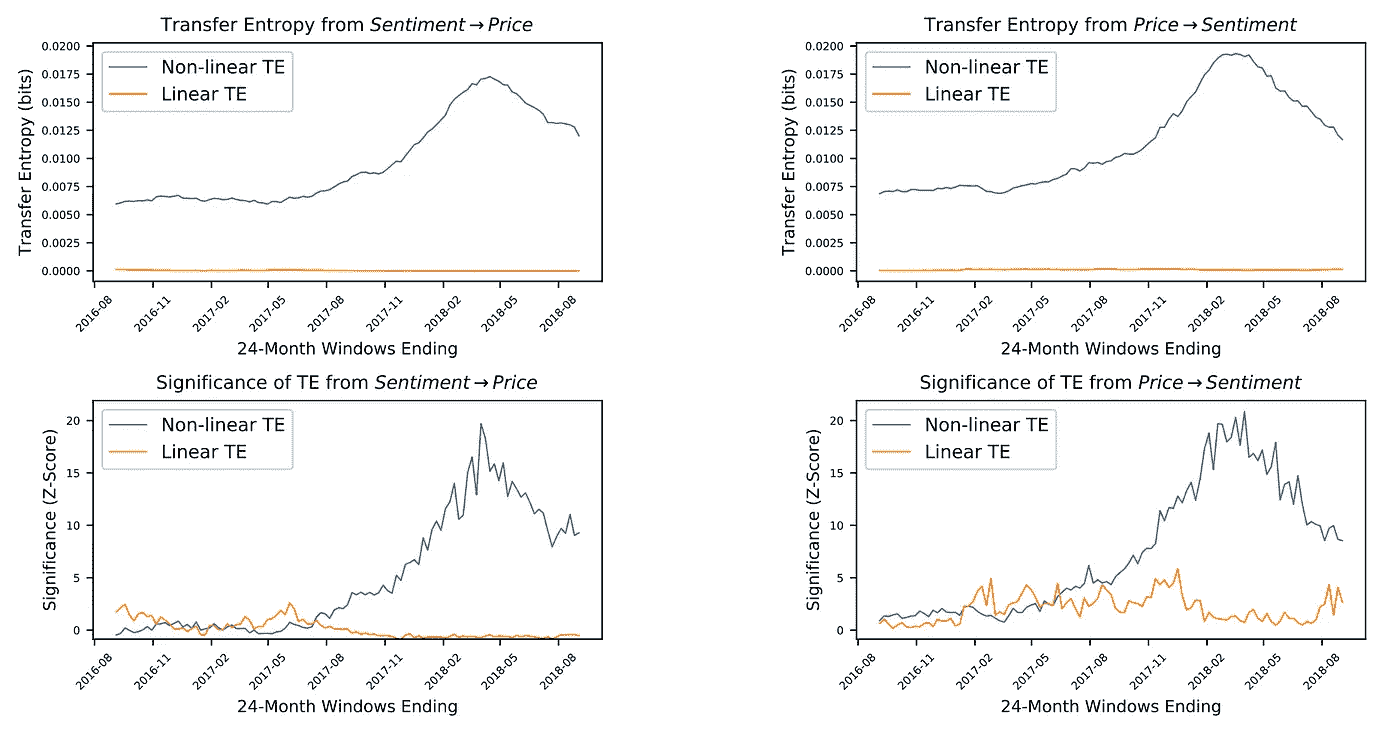 Transfer Entropy from Sentiment→Price
Transfer Entropy (bits)
0.0200
0.0175
0.0150
0.0125
0.0100
0.0075
0.0050
0.0025
0.0000
Non-linear TE
Linear TE
2016-08 2016-11 2017-02 2017-05 2017-08 2017-11 2018-02 2018-05 2018-08
24-Month Windows Ending
Transfer Entropy from Price→Sentiment
Transfer Entropy (bits)
0.0200
0.0175
0.0150
0.0125
0.0100
0.0075
0.0050
0.0025
0.0000
Non-linear TE
Linear TE
2016-08 2016-11 2017-02 2017-05 2017-08 2017-11 2018-02 2018-05 2018-08
24-Month Windows Ending
Significance of TE from Sentiment→Price
Significance (Z-Score)
20
15
10
5
0
Non-linear TE
Linear TE
2016-08 2016-11 2017-02 2017-05 2017-08 2017-11 2018-02 2018-05 2018-08
24-Month Windows Ending
Significance of TE from Price→Sentiment
Significance (Z-Score)
20
15
10
5
0
Non-linear TE
Linear TE
2016-08 2016-11 2017-02 2017-05 2017-08 2017-11 2018-02 2018-05 2018-08
24-Month Windows Ending